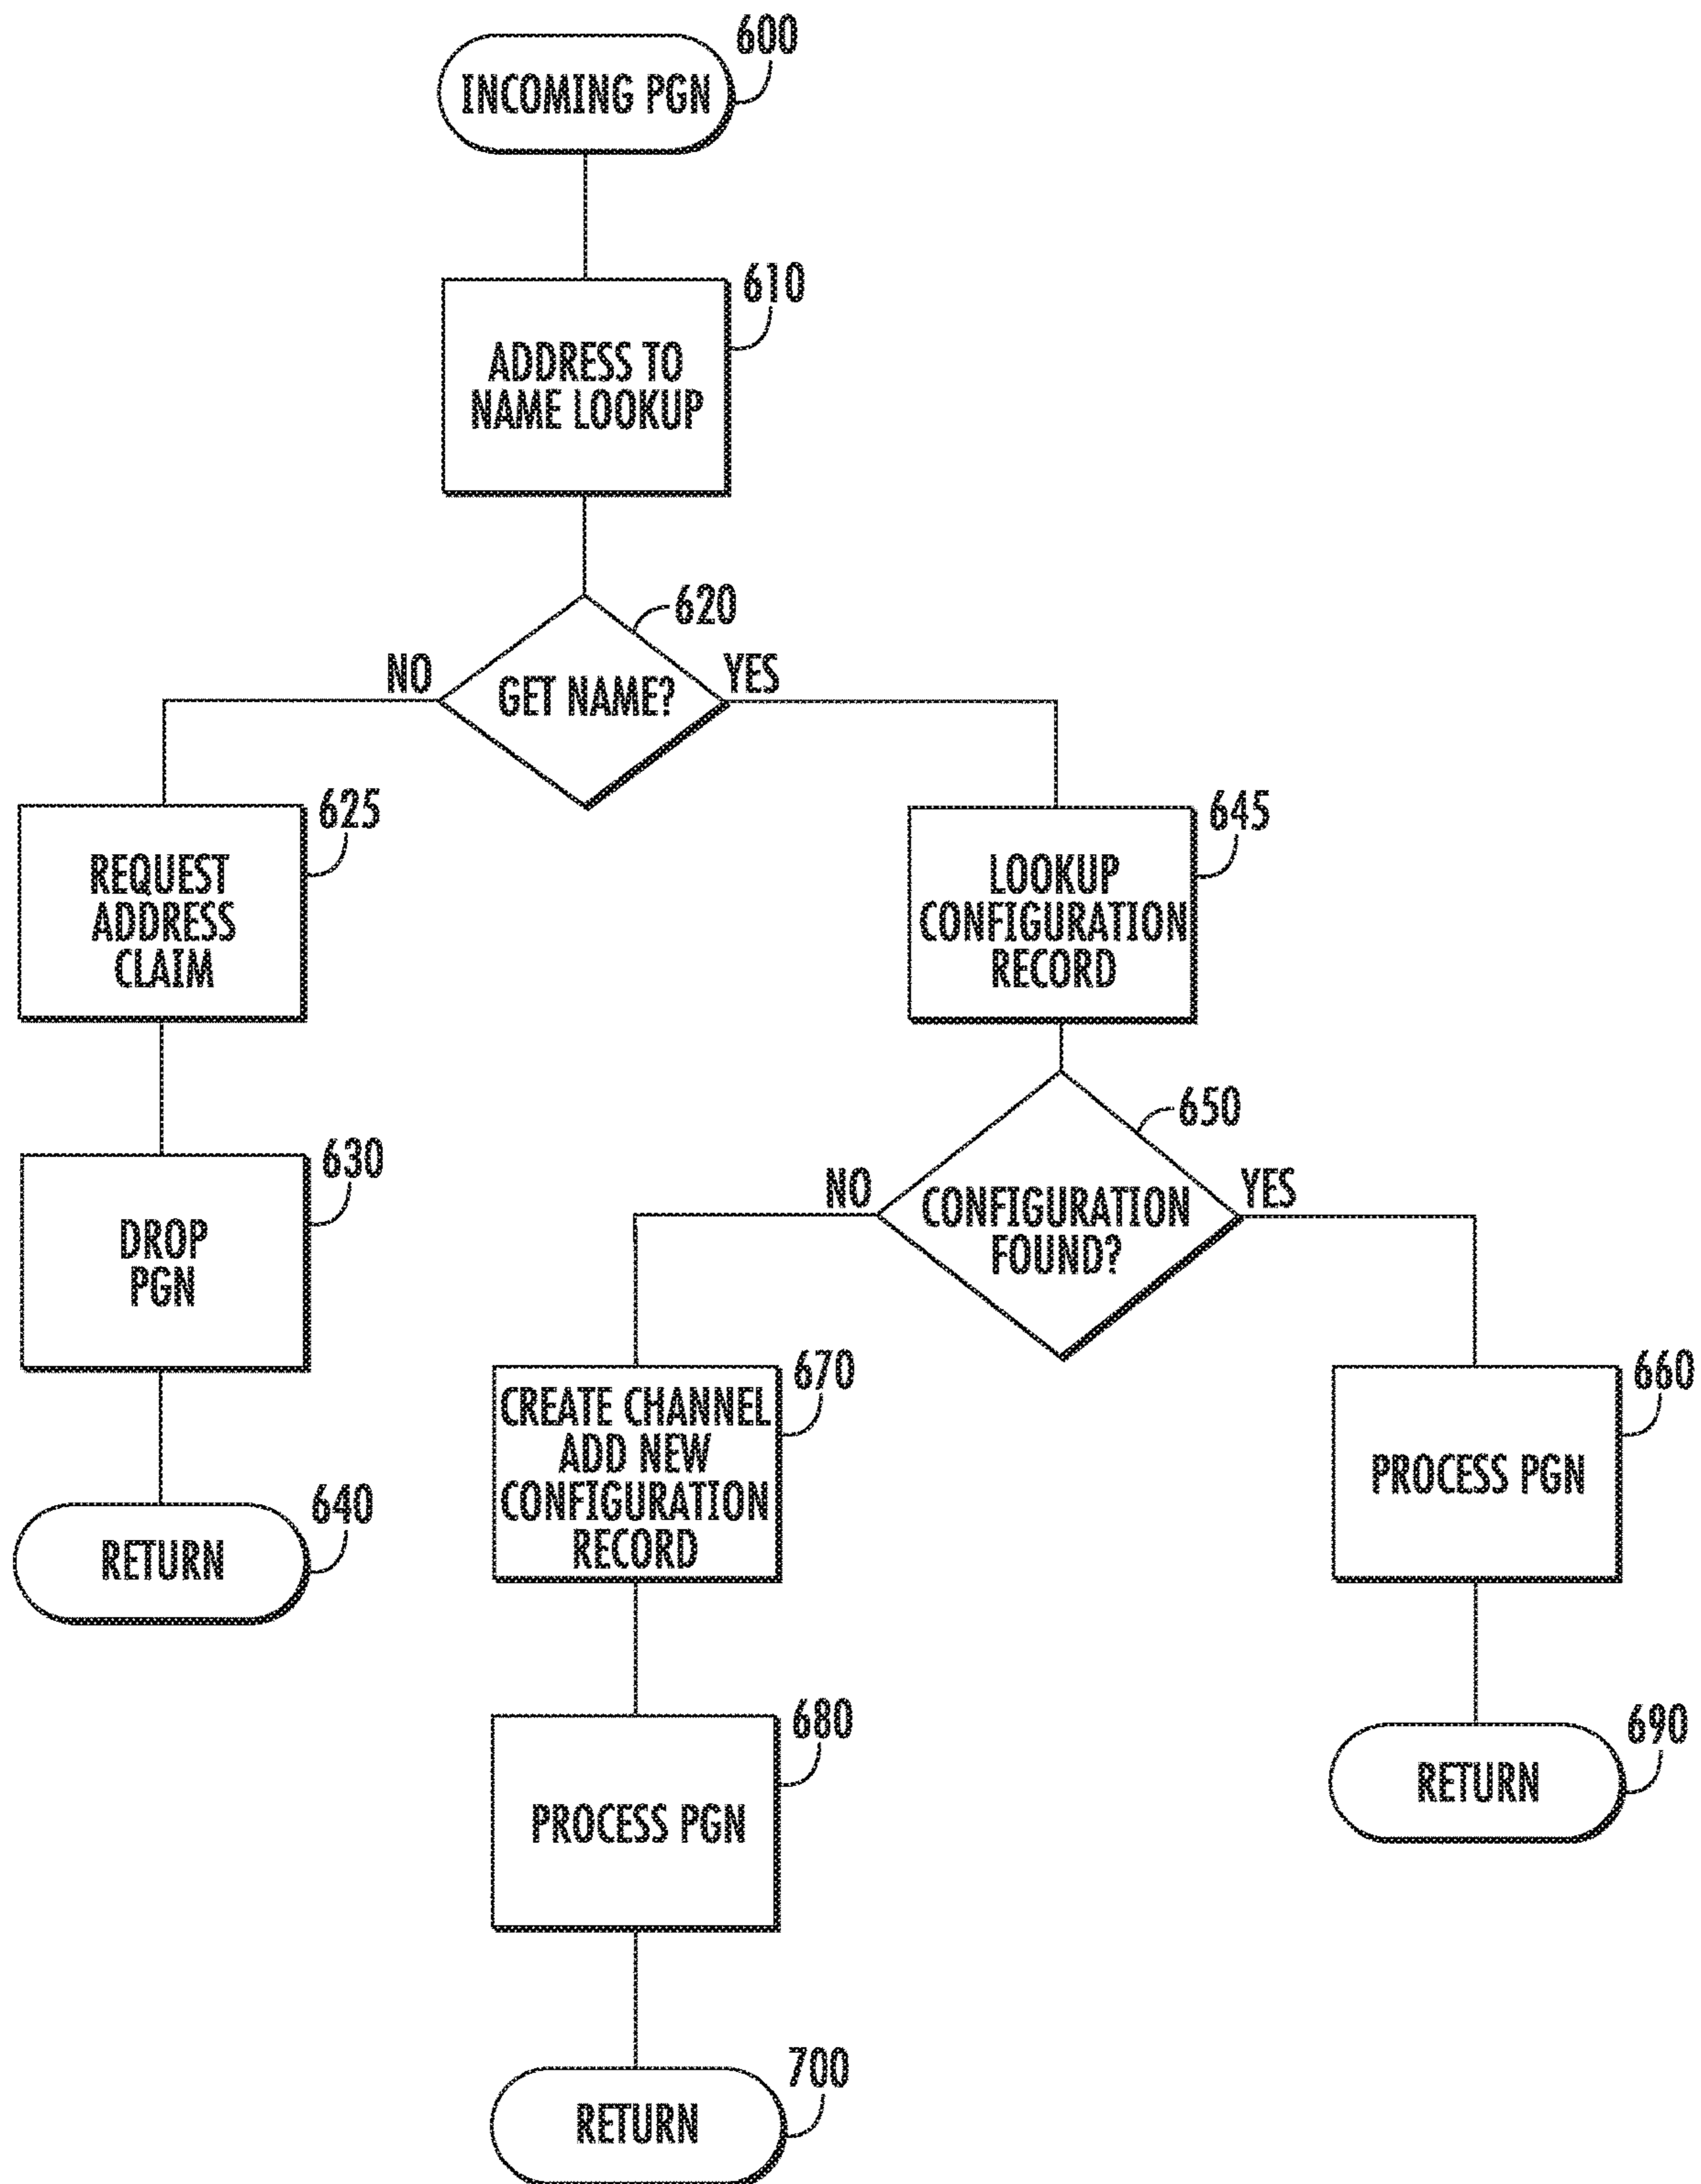 600
INCOMING PGN
610
ADDRESS TO
NAME LOOKUP
620
NO
GET NAME?
YES
625
REQUEST
ADDRESS
CLAIM
645
LOOKUP
CONFIGURATION
RECORD
630
DROP
PGN
650
NO
CONFIGURATION
FOUND?
YES
640
RETURN
670
CREATE CHANNEL
ADD NEW
CONFIGURATION
RECORD
660
PROCESS PGN
680
PROCESS PGN
690
RETURN
700
RETURN